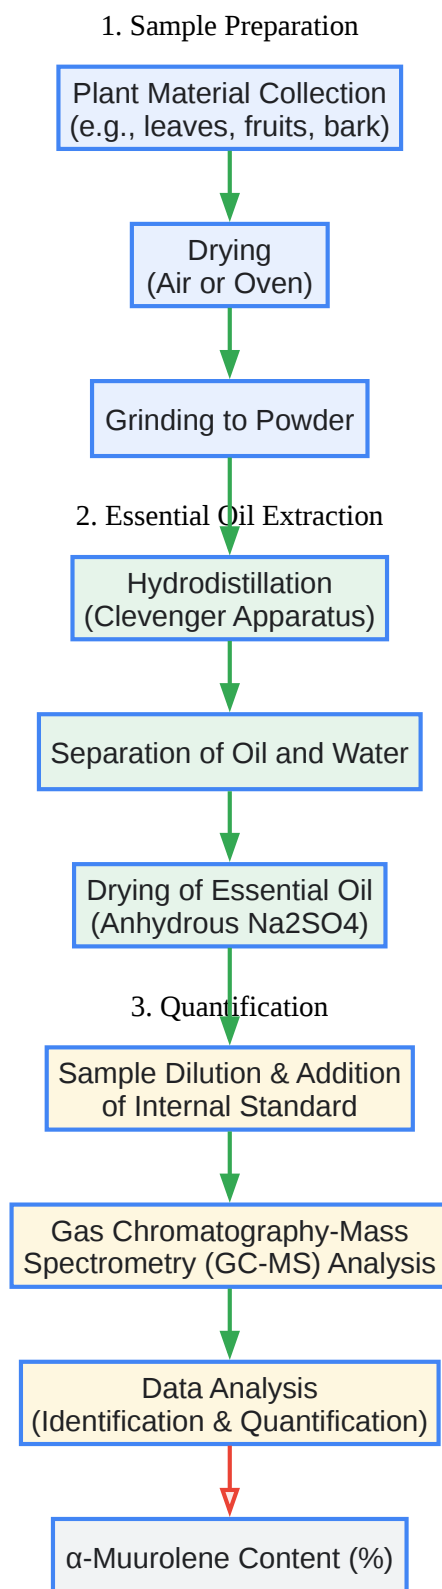 1. Sample Preparation
Plant Material Collection
(e.g., leaves, fruits, bark)
Drying
(Air or Oven)
Grinding to Powder
2. Essential Oil Extraction
Hydrodistillation
(Clevenger Apparatus)
Separation of Oil and Water
Drying of Essential Oil
(Anhydrous Na2SO4)
3. Quantification
Sample Dilution & Addition
of Internal Standard
Gas Chromatography-Mass
Spectrometry (GC-MS) Analysis
Data Analysis
(Identification & Quantification)
α-Muurolene Content (%)